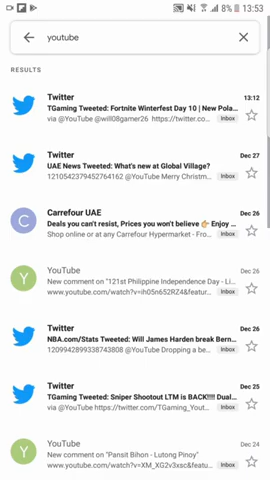 8% 13:53
youtube
RESULTS
Twitter 13:12
TGaming Tweeted: Fortnite Winterfest Day 10 | New Pola...
via @YouTube @will08gamer26 https://twitter.co... Inbox
Twitter Dec 27
UAE News Tweeted: What's new at Global Village?
1210542379452764162 @YouTube Merry Christm... Inbox
C Carrefour UAE Dec 26
Deals you can't resist, Prices you won't believe 👉 Enjoy ...
Shop online or at any Carrefour Hypermarket - Fro... Inbox
Y YouTube Dec 26
New comment on "121st Philippine Independence Day - Li...
www.youtube.com/watch?v=ih05n652RZ4&featur... Inbox
Twitter Dec 26
NBA.com/Stats Tweeted: Will James Harden break Bern...
1209942899338743808 @YouTube Dropping a be... Inbox
Twitter Dec 25
TGaming Tweeted: Sniper Shootout LTM is BACK!!!! Dual...
via @YouTube https://twitter.com/TGaming_Yout... Inbox
Y YouTube Dec 24
New comment on "Pansit Bihon - Lutong Pinoy"
www.youtube.com/watch?v=XM_XG2v3xsc&featu... Inbox